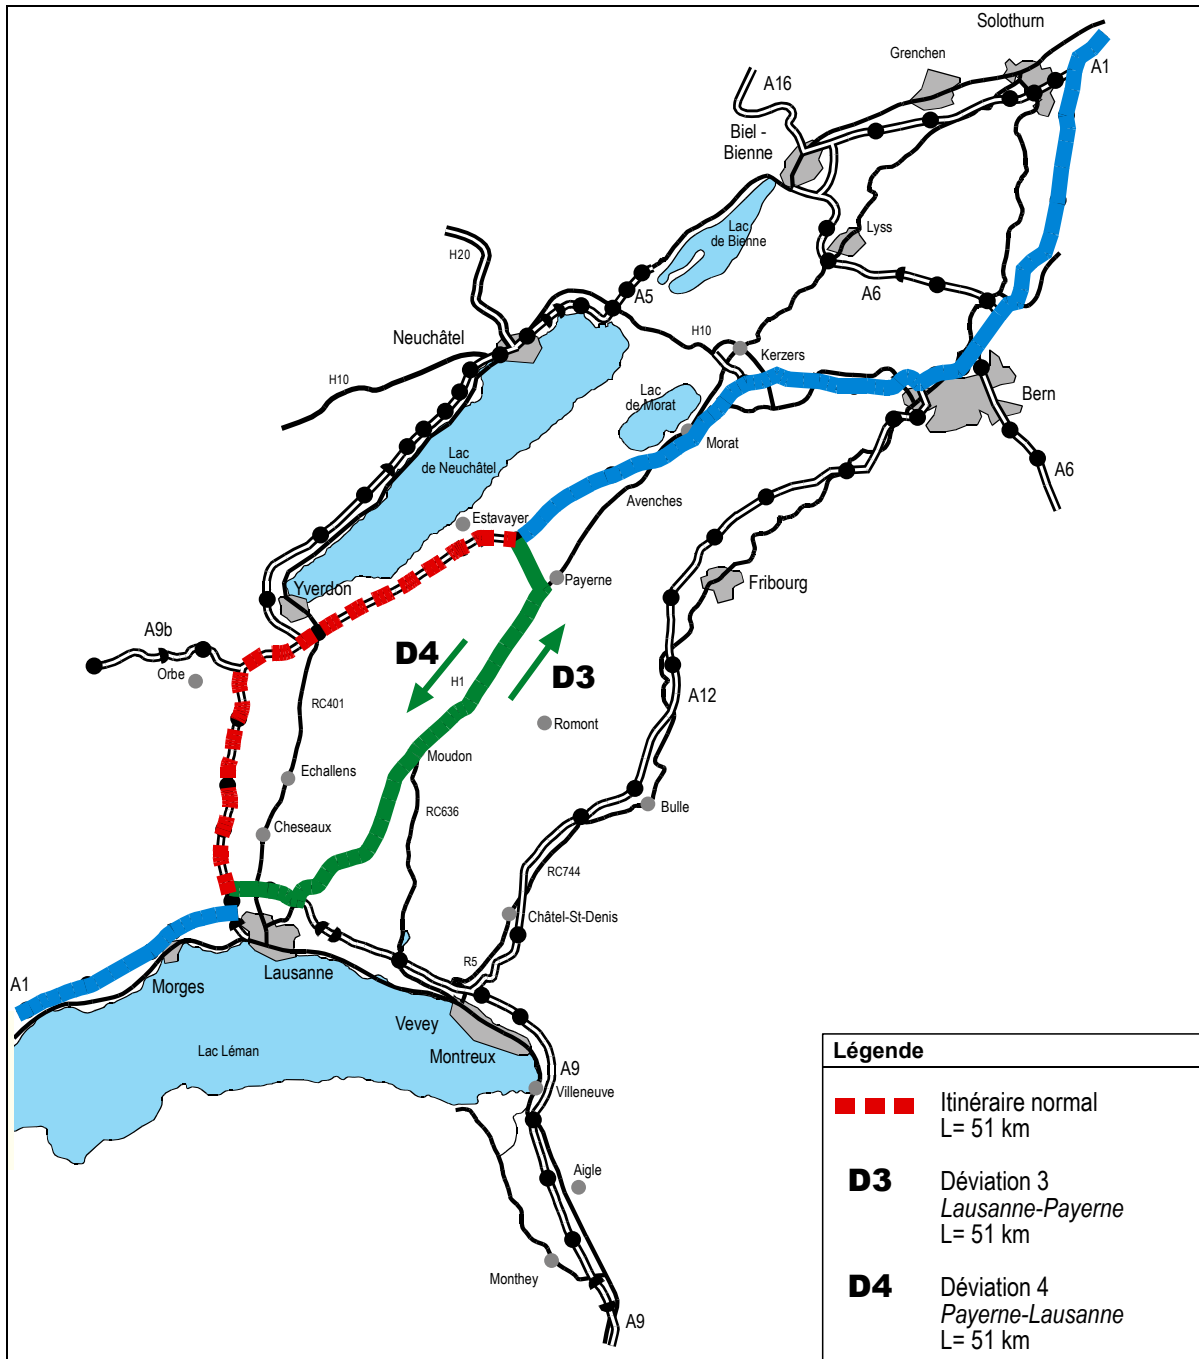 Solothurn
Grenchen
A1
A16
Biel -
Bienne
Lac
de Bienne
Lyss
H20
A5
A6
Neuchâtel
H10
Kerzers
H10
Lac
de Morat
Bern
Morat
Lac
de Neuchâtel
A6
Avenches
Estavayer
Payerne
Fribourg
Yverdon
A9b
Orbe
D4
D3
H1
RC401
A12
Romont
Moudon
Echallens
Bulle
RC636
Cheseaux
RC744
Châtel-St-Denis
R5
Lausanne
A1
Morges
Vevey
Lac Léman
Montreux
A9
Villeneuve
Aigle
Monthey
A9
Légende
Itinéraire normal
L= 51 km
D3
Déviation 3
Lausanne-Payerne
L= 51 km
D4
Déviation 4
Payerne-Lausanne
L= 51 km